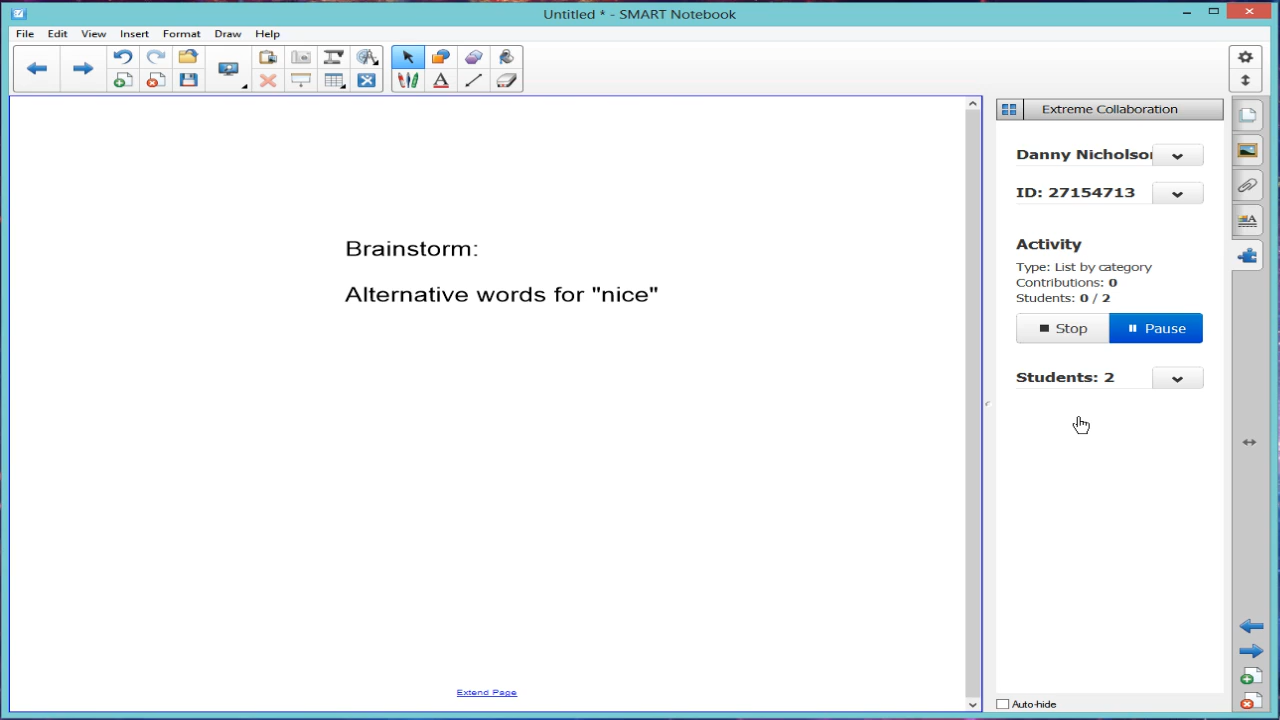 Untitled * - SMART Notebook
File Edit View Insert Format Draw Help
Extreme Collaboration
Danny Nicholson
ID: 27154713
Activity
Type: List by category
Contributions: 0
Students: 0 / 2
Stop Pause
Students: 2
Brainstorm:
Alternative words for "nice"
Extend Page
Auto-hide